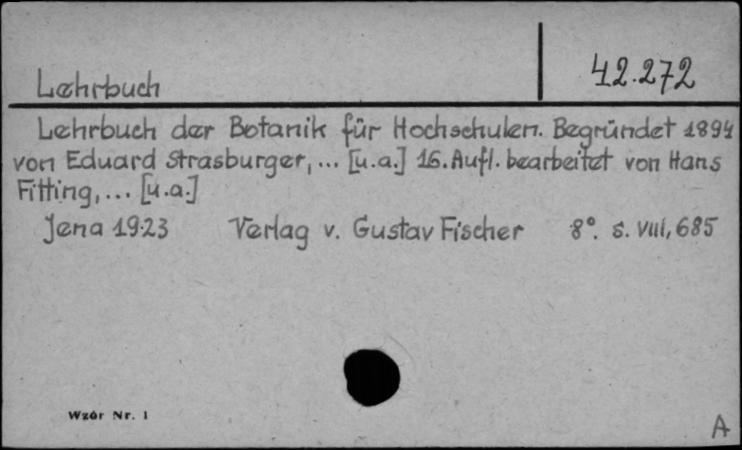 Lehrbuch
42.272
Lehrbuch der Botanik für Hochschulen. Begründet 1894
von Eduard Strasburger, ... [u.a.] 16. Aufl. bearbeitet von Hans
Fitting, ... [u.a.]
Jena 1923 Verlag v. Gustav Fischer 8°. S. VIII, 685
Wzór Nr. 1
A